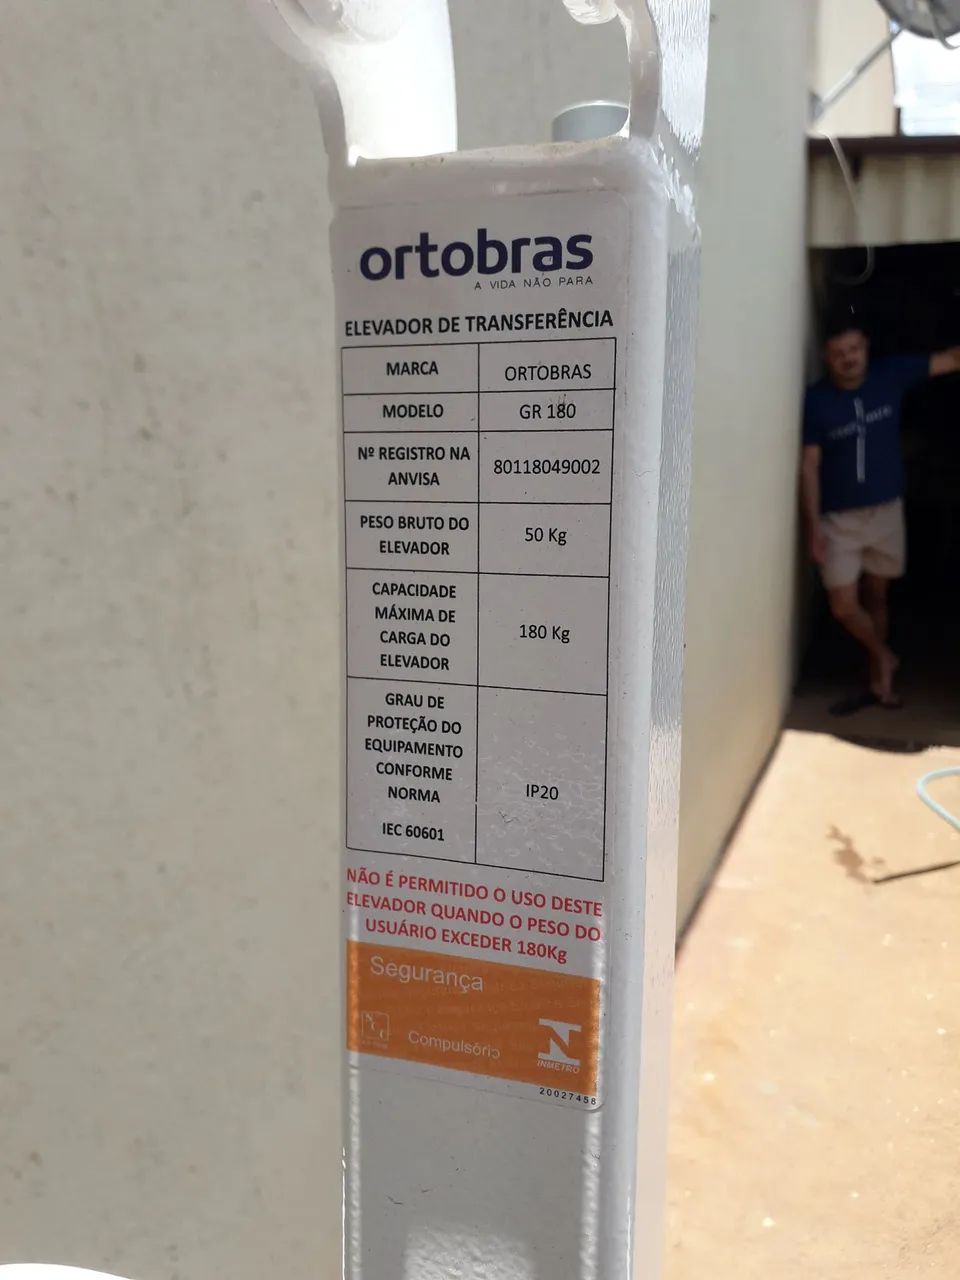 ortobras
A VIDA NÃO PARA
ELEVADOR DE TRANSFERÊNCIA
MARCA
ORTOBRAS
MODELO
GR 180
Nº REGISTRO NA
ANVISA
80118049002
PESO BRUTO DO
ELEVADOR
50 Kg
CAPACIDADE
MÁXIMA DE
CARGA DO
ELEVADOR
180 Kg
GRAU DE
PROTEÇÃO DO
EQUIPAMENTO
CONFORME
NORMA
IEC 60601
IP20
NÃO É PERMITIDO O USO DESTE
ELEVADOR QUANDO O PESO DO
USUÁRIO EXCEDER 180Kg
Segurança
NCC
Compulsório
INMETRO
20027458